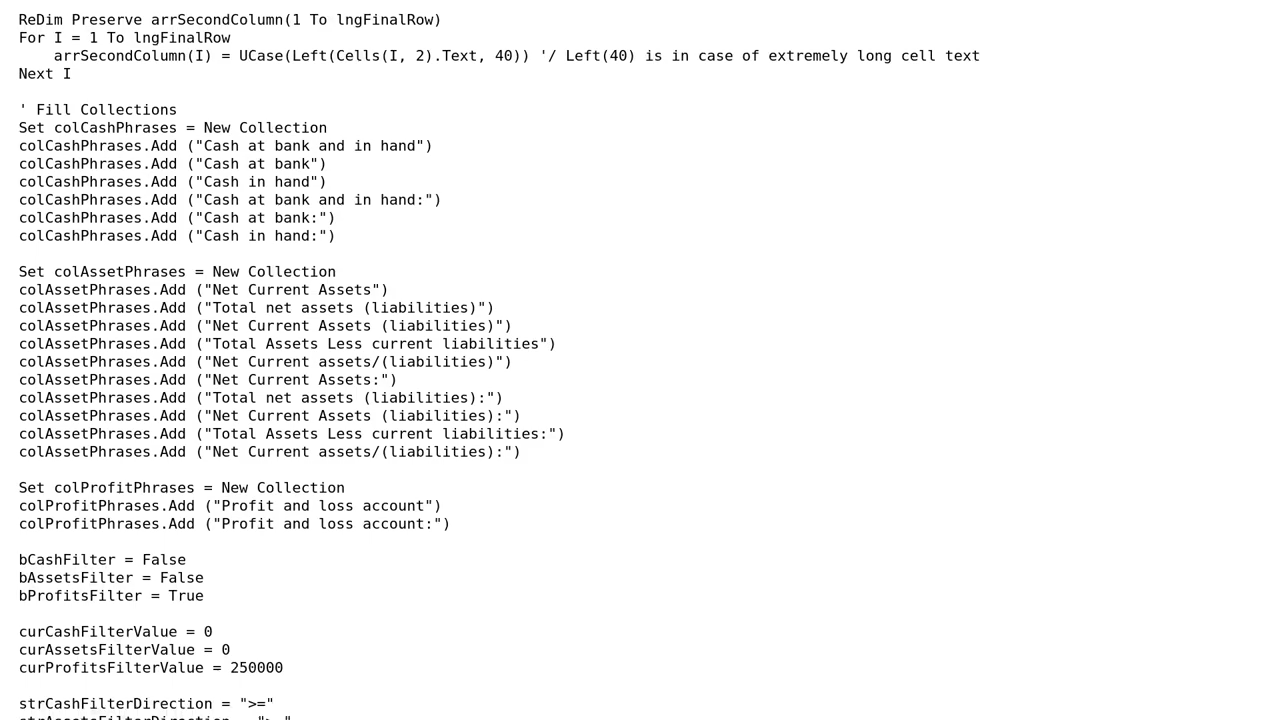 ReDim Preserve arrSecondColumn(1 To lngFinalRow)
For I = 1 To lngFinalRow
    arrSecondColumn(I) = UCase(Left(Cells(I, 2).Text, 40)) '/ Left(40) is in case of extremely long cell text
Next I

' Fill Collections
Set colCashPhrases = New Collection
colCashPhrases.Add ("Cash at bank and in hand")
colCashPhrases.Add ("Cash at bank")
colCashPhrases.Add ("Cash in hand")
colCashPhrases.Add ("Cash at bank and in hand:")
colCashPhrases.Add ("Cash at bank:")
colCashPhrases.Add ("Cash in hand:")

Set colAssetPhrases = New Collection
colAssetPhrases.Add ("Net Current Assets")
colAssetPhrases.Add ("Total net assets (liabilities)")
colAssetPhrases.Add ("Net Current Assets (liabilities)")
colAssetPhrases.Add ("Total Assets Less current liabilities")
colAssetPhrases.Add ("Net Current assets/(liabilities)")
colAssetPhrases.Add ("Net Current Assets:")
colAssetPhrases.Add ("Total net assets (liabilities):")
colAssetPhrases.Add ("Net Current Assets (liabilities):")
colAssetPhrases.Add ("Total Assets Less current liabilities:")
colAssetPhrases.Add ("Net Current assets/(liabilities):")

Set colProfitPhrases = New Collection
colProfitPhrases.Add ("Profit and loss account")
colProfitPhrases.Add ("Profit and loss account:")

bCashFilter = False
bAssetsFilter = False
bProfitsFilter = True

curCashFilterValue = 0
curAssetsFilterValue = 0
curProfitsFilterValue = 250000

strCashFilterDirection = ">="